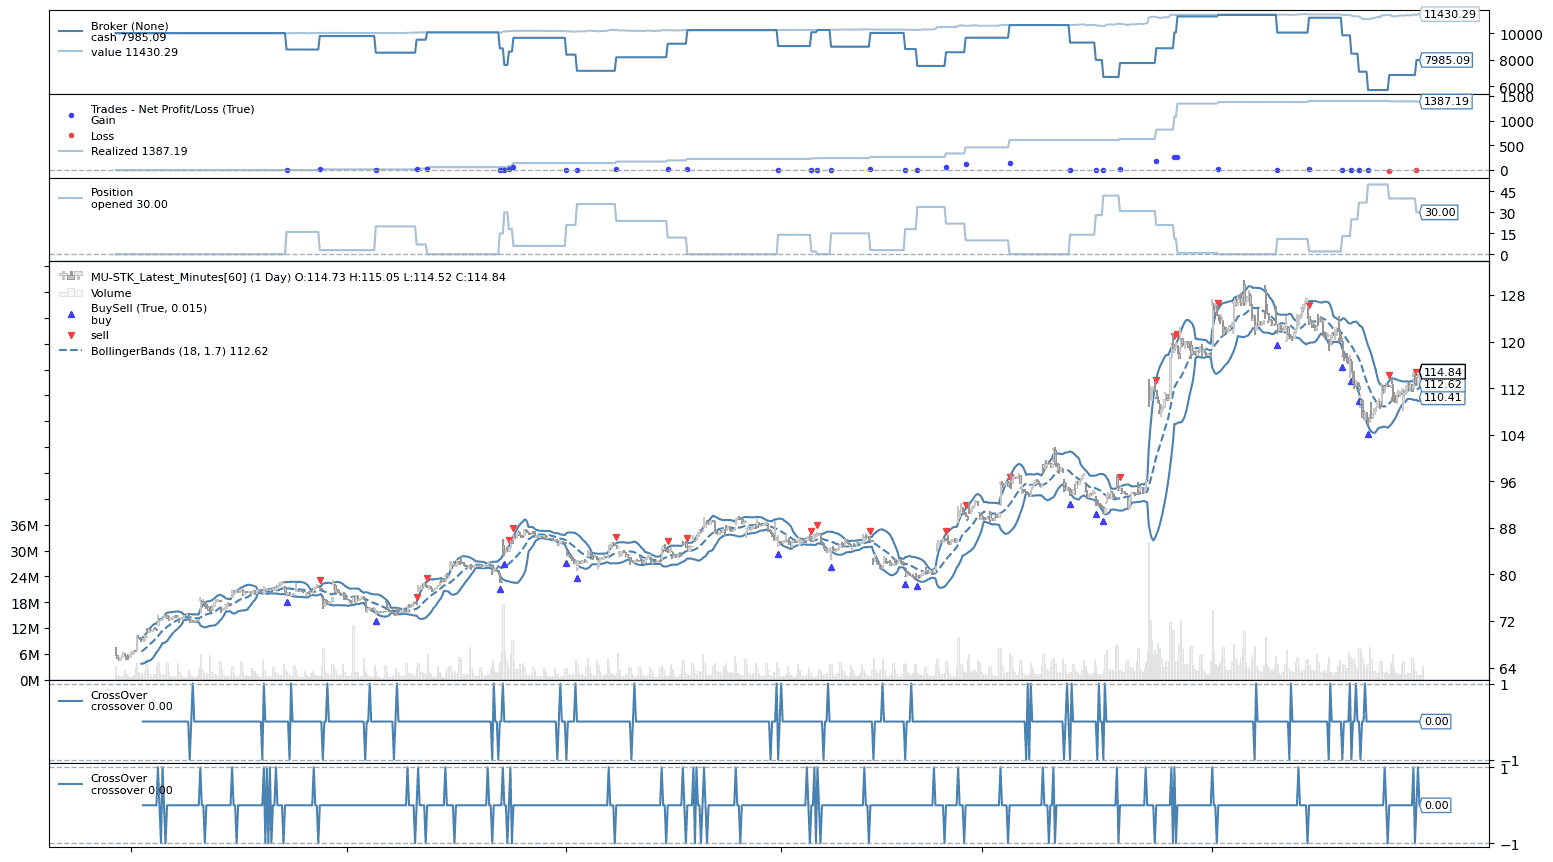 Broker (None)
cash 7985.09
value 11430.29
11430.29
10000
8000
7985.09
6000
Trades - Net Profit/Loss (True)
Gain
Loss
Realized 1387.19
1500
1387.19
1000
500
0
Position
opened 30.00
45
30
30.00
15
0
MU-STK_Latest_Minutes[60] (1 Day) O:114.73 H:115.05 L:114.52 C:114.84
Volume
BuySell (True, 0.015)
buy
sell
BollingerBands (18, 1.7) 112.62
128
120
114.84
112.62
110.41
112
104
96
88
80
72
64
36M
30M
24M
18M
12M
6M
0M
CrossOver
crossover 0.00
1
0.00
−1
CrossOver
crossover 0.00
1
0.00
−1